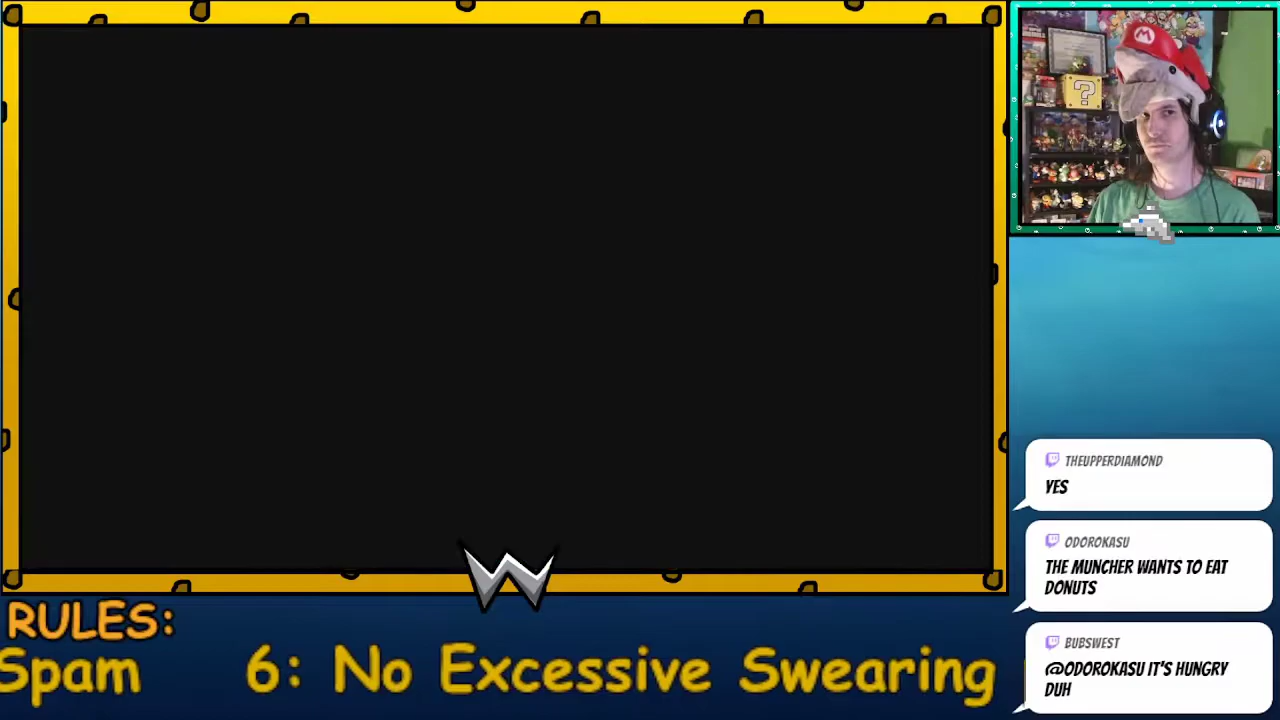 M
?
W
THEUPPERDIAMOND
YES
ODOROKASU
THE MUNCHER WANTS TO EAT
DONUTS
BUBSWEST
@ODOROKASU IT'S HUNGRY
DUH
RULES:
Spam 6: No Excessive Swearing